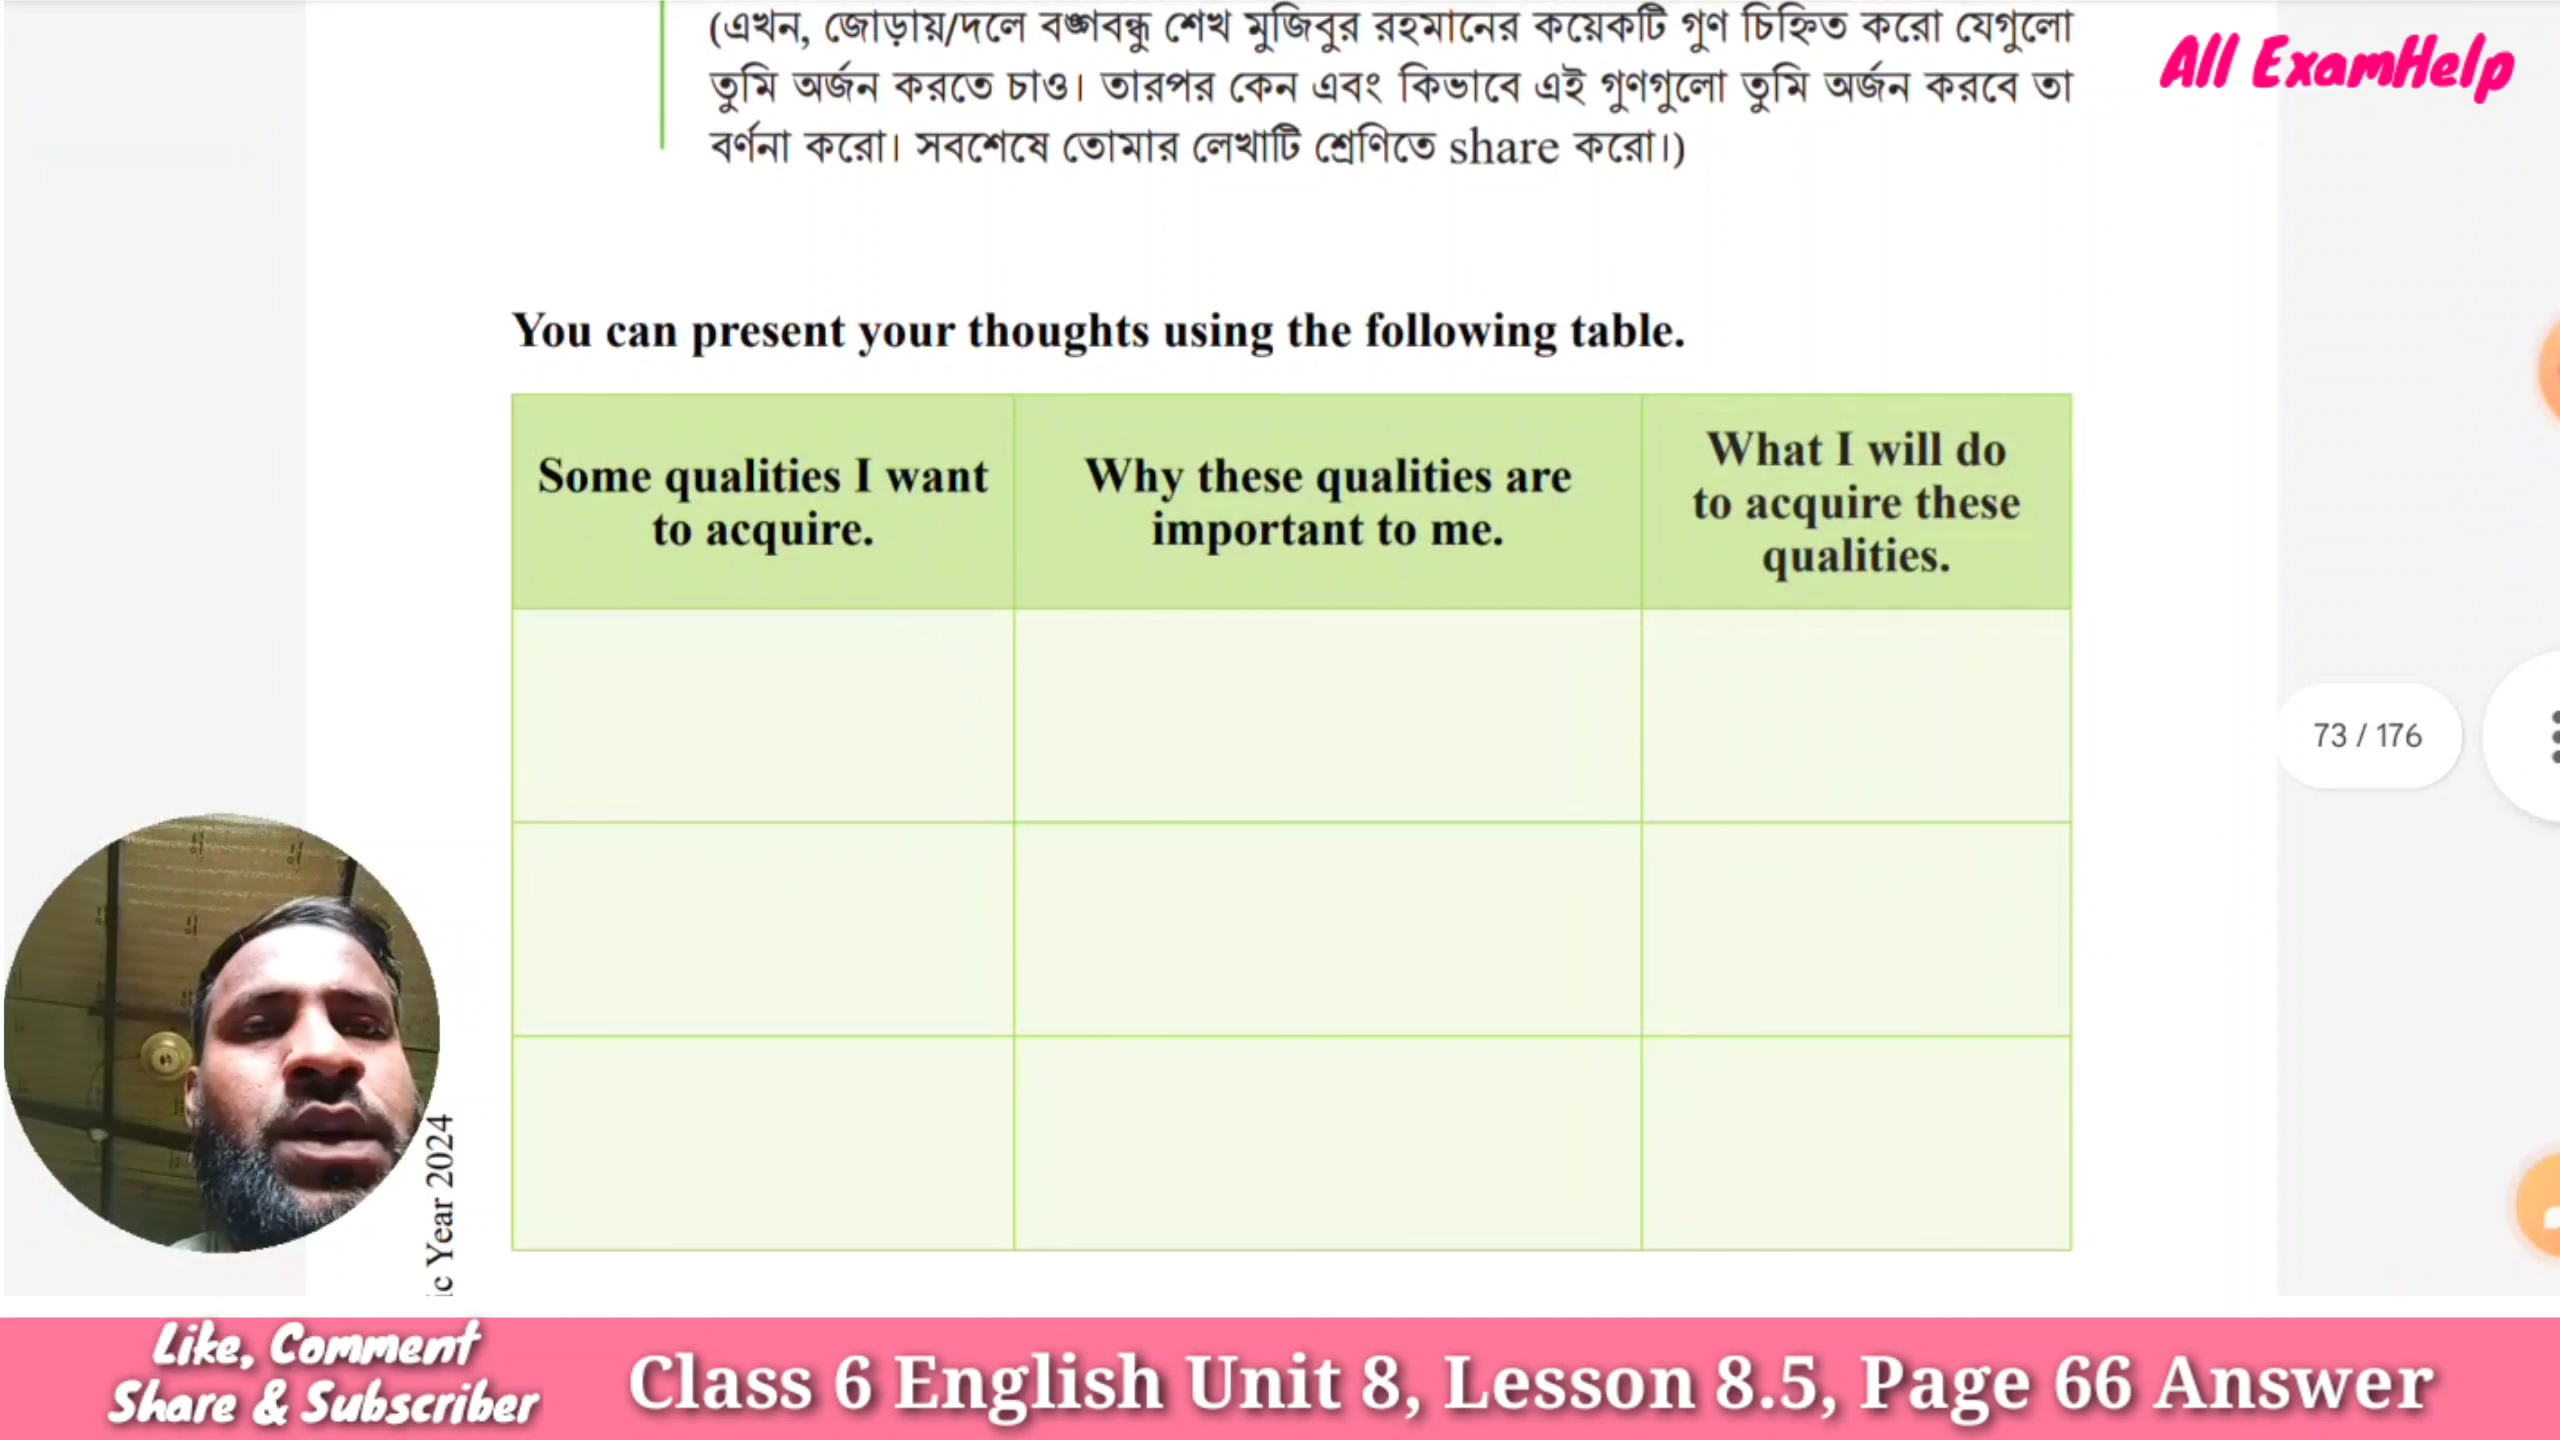 (এখন, জোড়ায়/দলে বঙ্গবন্ধু শেখ মুজিবুর রহমানের কয়েকটি গুণ চিহ্নিত করো যেগুলো
তুমি অর্জন করতে চাও। তারপর কেন এবং কিভাবে এই গুণগুলো তুমি অর্জন করবে তা
বর্ণনা করো। সবশেষে তোমার লেখাটি শ্রেণিতে share করো।)
All ExamHelp
You can present your thoughts using the following table.
Some qualities I want
to acquire.
Why these qualities are
important to me.
What I will do
to acquire these
qualities.
73 / 176
ic Year 2024
Like, Comment
Share & Subscriber
Class 6 English Unit 8, Lesson 8.5, Page 66 Answer